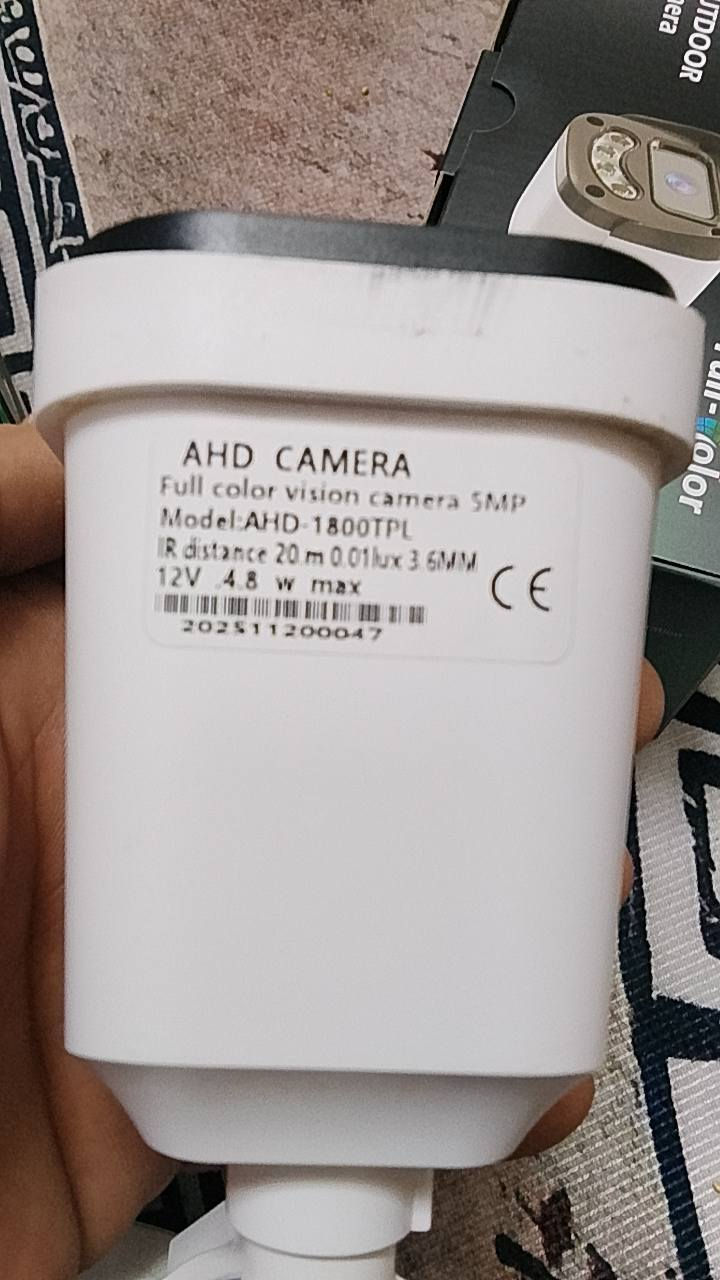 AHD CAMERA
Full color vision camera 5MP
Model:AHD-1800TPL
IR distance 20 m 0.01lux 3.6MM
12V .4.8 w max
CE
202511200047
OUTDOOR
Full-Color